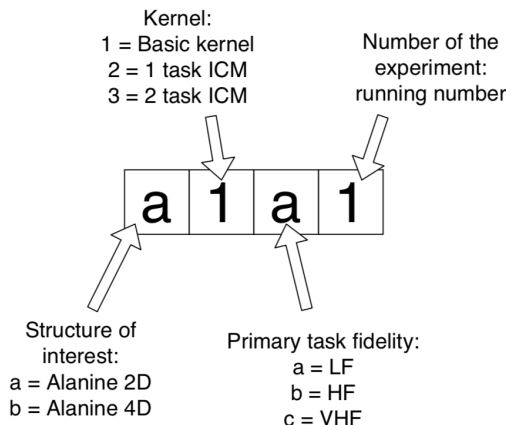 Kernel:
1 = Basic kernel
2 = 1 task ICM
3 = 2 task ICM
Number of the
experiment:
running number
a 1 a 1
Structure of
interest:
a = Alanine 2D
b = Alanine 4D
Primary task fidelity:
a = LF
b = HF
c = VHF